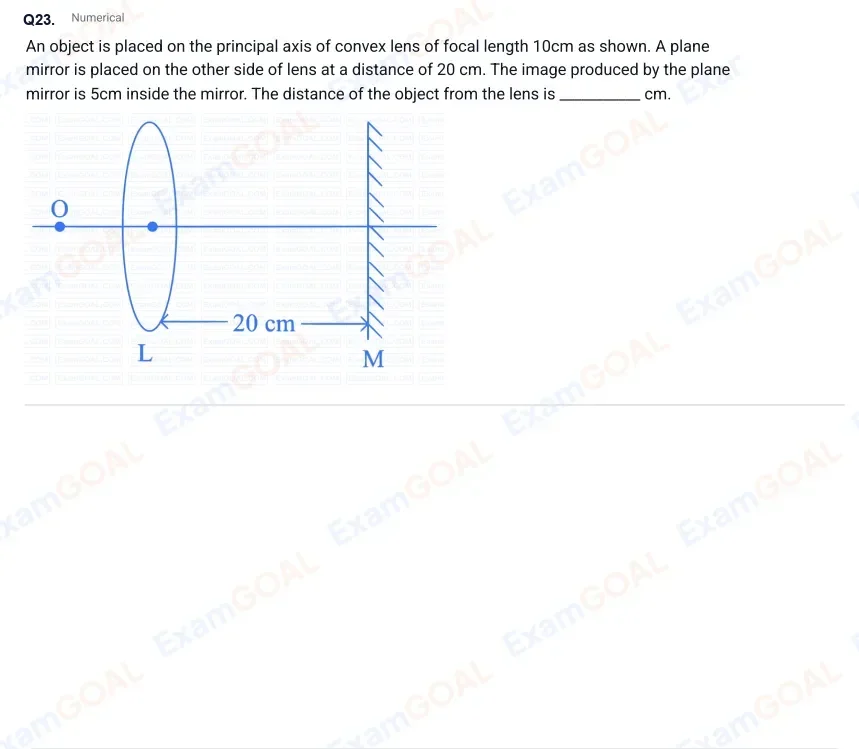 Q23. Numerical
An object is placed on the principal axis of convex lens of focal length 10cm as shown. A plane
mirror is placed on the other side of lens at a distance of 20 cm. The image produced by the plane
mirror is 5cm inside the mirror. The distance of the object from the lens is __________ cm.
O
20 cm
L
M
ExamGOAL